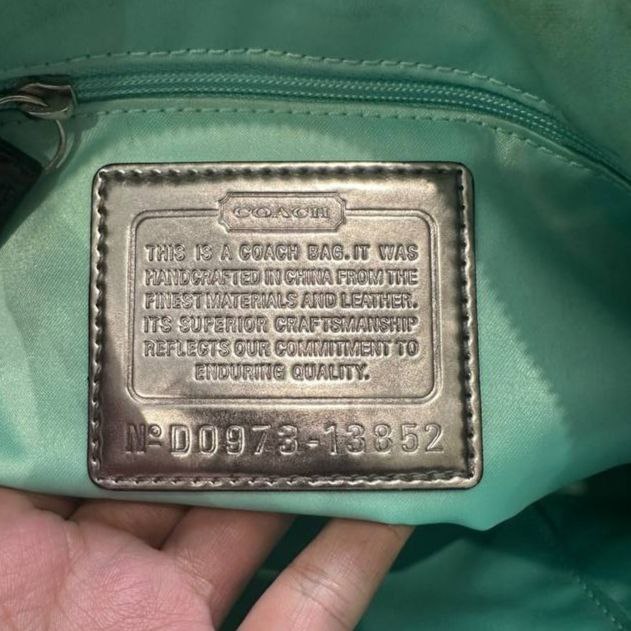 COACH
THIS IS A COACH BAG. IT WAS
HANDCRAFTED IN CHINA FROM THE
FINEST MATERIALS AND LEATHER.
ITS SUPERIOR CRAFTSMANSHIP
REFLECTS OUR COMMITMENT TO
ENDURING QUALITY.
Nº D0973-13852